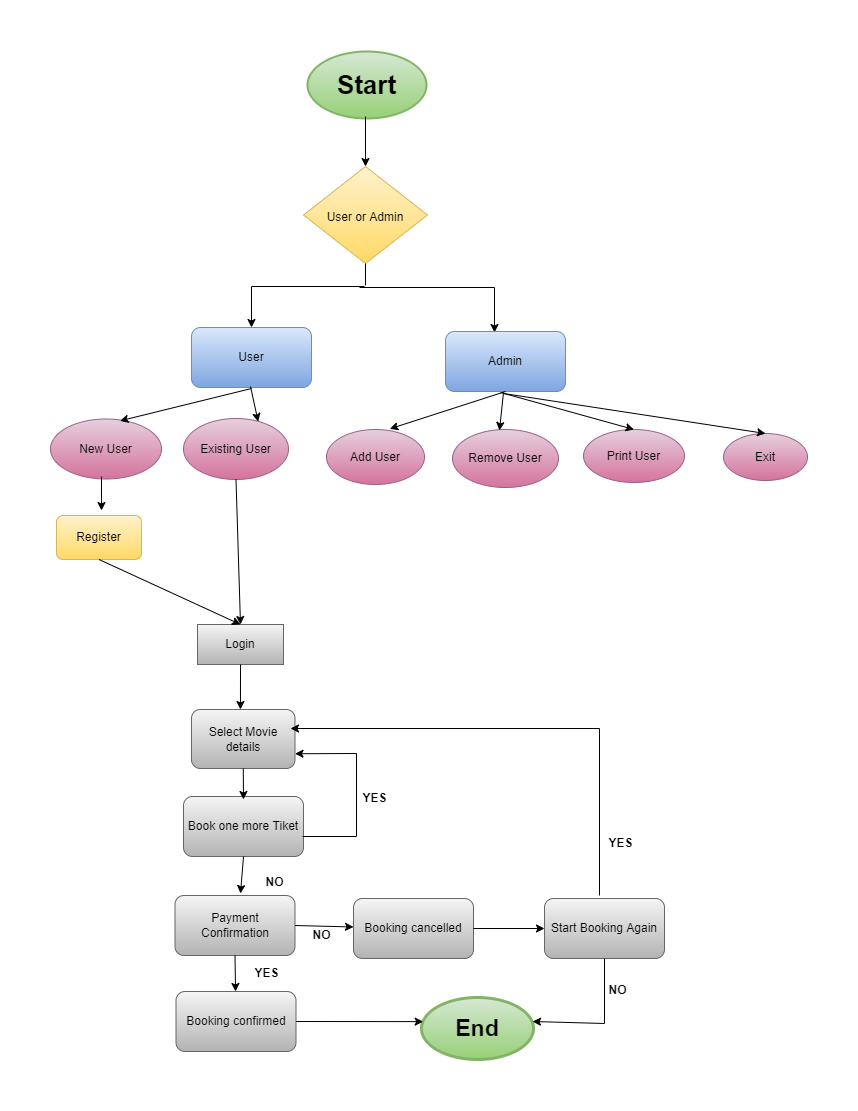 Start
User or Admin
User
Admin
New User
Existing User
Add User
Remove User
Print User
Exit
Register
Login
Select Movie
details
YES
Book one more Tiket
YES
NO
Payment
Confirmation
NO
Booking cancelled
Start Booking Again
YES
NO
Booking confirmed
End